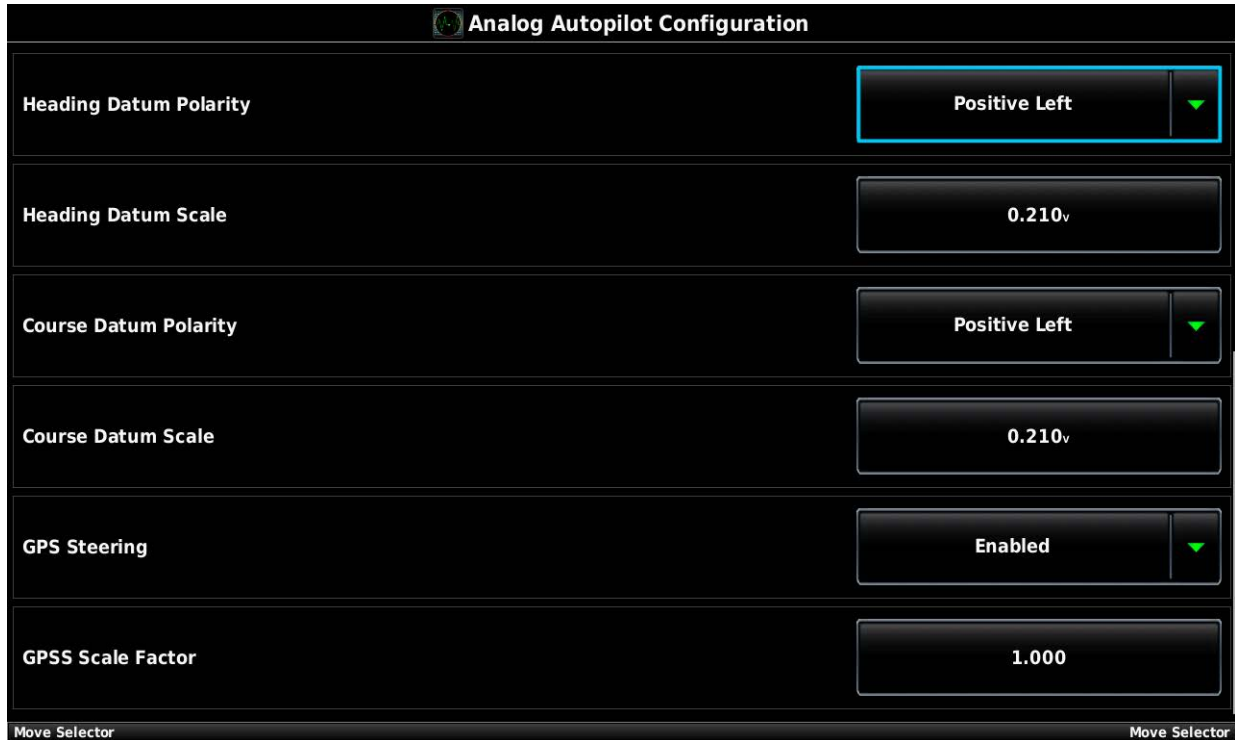 Analog Autopilot Configuration
Heading Datum Polarity Positive Left
Heading Datum Scale 0.210v
Course Datum Polarity Positive Left
Course Datum Scale 0.210v
GPS Steering Enabled
GPSS Scale Factor 1.000
Move Selector Move Selector